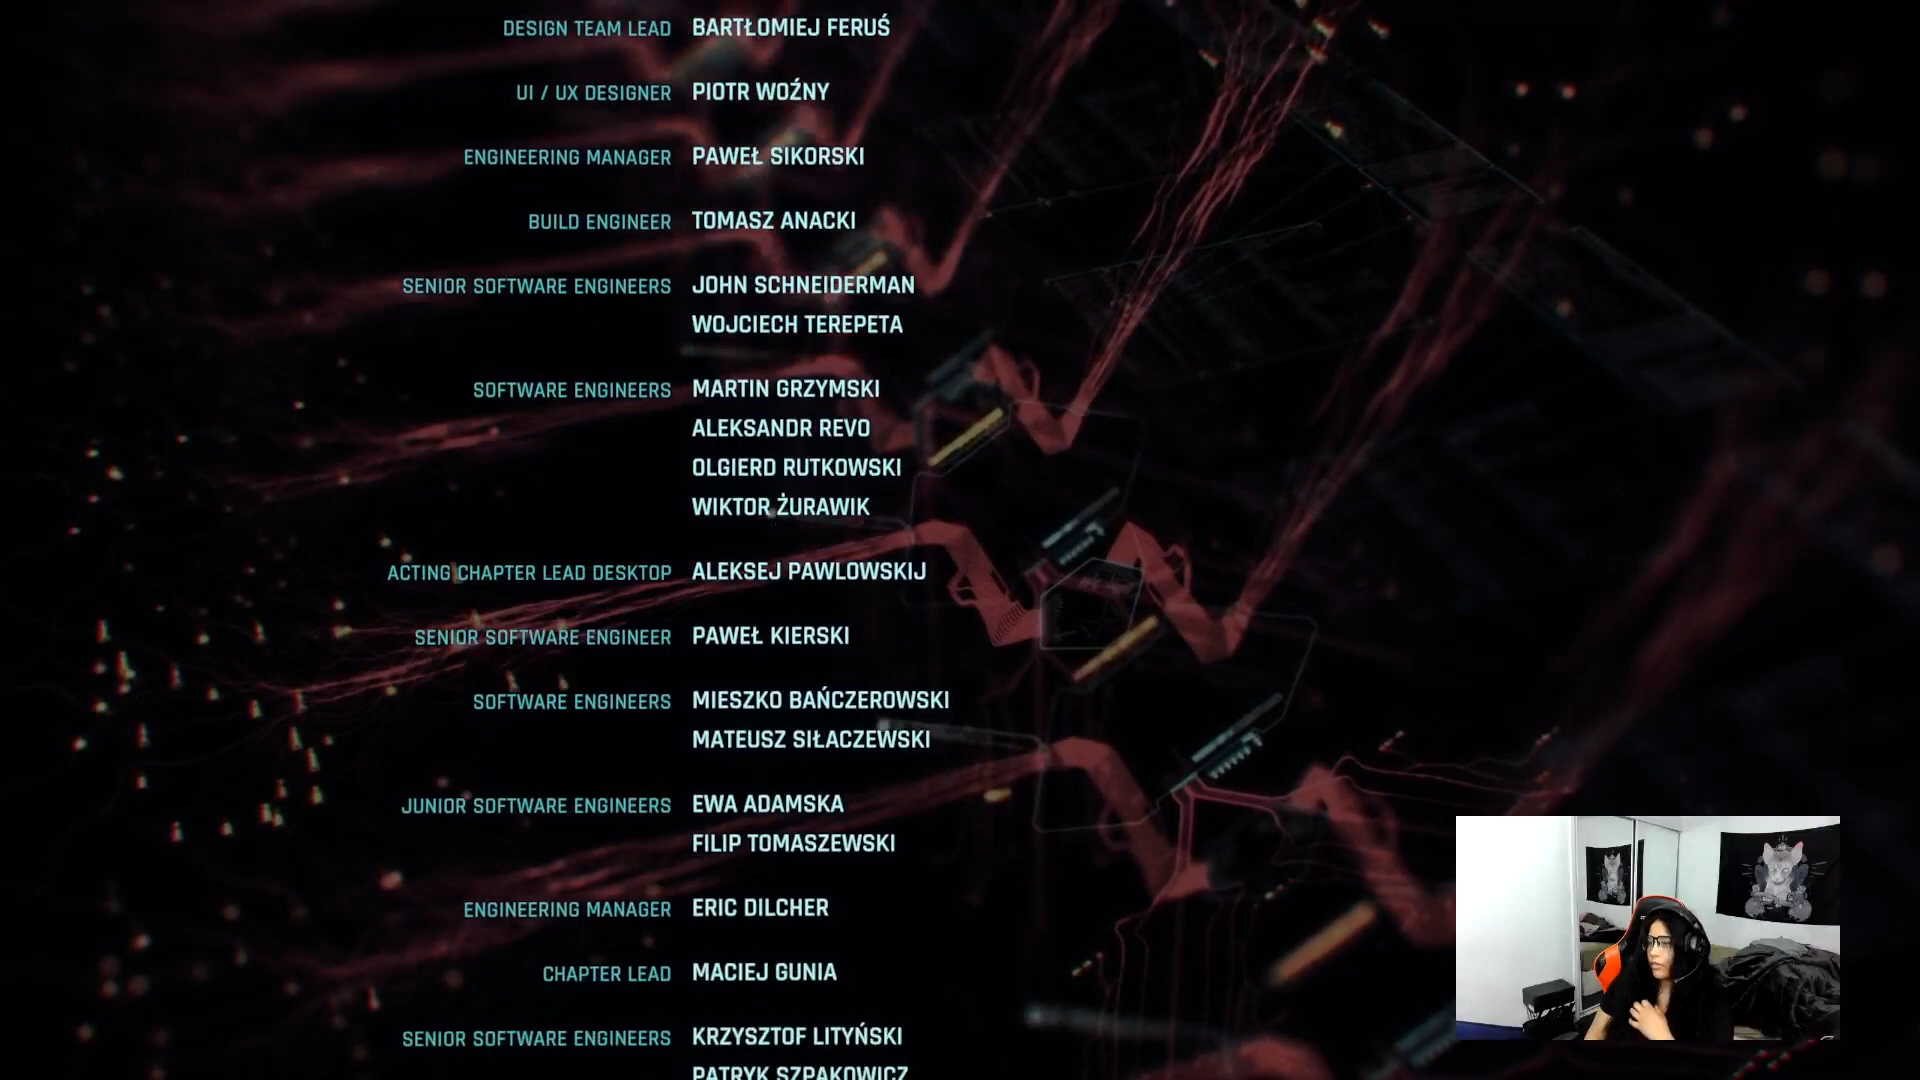 DESIGN TEAM LEAD BARTŁOMIEJ FERUŚ
UI / UX DESIGNER PIOTR WOŹNY
ENGINEERING MANAGER PAWEŁ SIKORSKI
BUILD ENGINEER TOMASZ ANACKI
SENIOR SOFTWARE ENGINEERS JOHN SCHNEIDERMAN
WOJCIECH TEREPETA
SOFTWARE ENGINEERS MARTIN GRZYMSKI
ALEKSANDR REVO
OLGIERD RUTKOWSKI
WIKTOR ŻURAWIK
ACTING CHAPTER LEAD DESKTOP ALEKSEJ PAWLOWSKIJ
SENIOR SOFTWARE ENGINEER PAWEŁ KIERSKI
SOFTWARE ENGINEERS MIESZKO BAŃCZEROWSKI
MATEUSZ SIŁACZEWSKI
JUNIOR SOFTWARE ENGINEERS EWA ADAMSKA
FILIP TOMASZEWSKI
ENGINEERING MANAGER ERIC DILCHER
CHAPTER LEAD MACIEJ GUNIA
SENIOR SOFTWARE ENGINEERS KRZYSZTOF LITYŃSKI
PATRYK SZPAKOWICZ